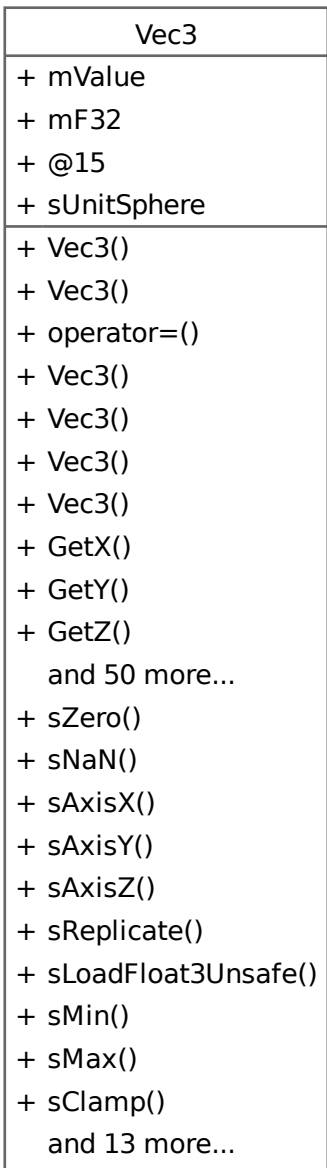 Vec3
+ mValue
+ mF32
+ @15
+ sUnitSphere
+ Vec3()
+ Vec3()
+ operator=()
+ Vec3()
+ Vec3()
+ Vec3()
+ Vec3()
+ GetX()
+ GetY()
+ GetZ()
and 50 more...
+ sZero()
+ sNaN()
+ sAxisX()
+ sAxisY()
+ sAxisZ()
+ sReplicate()
+ sLoadFloat3Unsafe()
+ sMin()
+ sMax()
+ sClamp()
and 13 more...